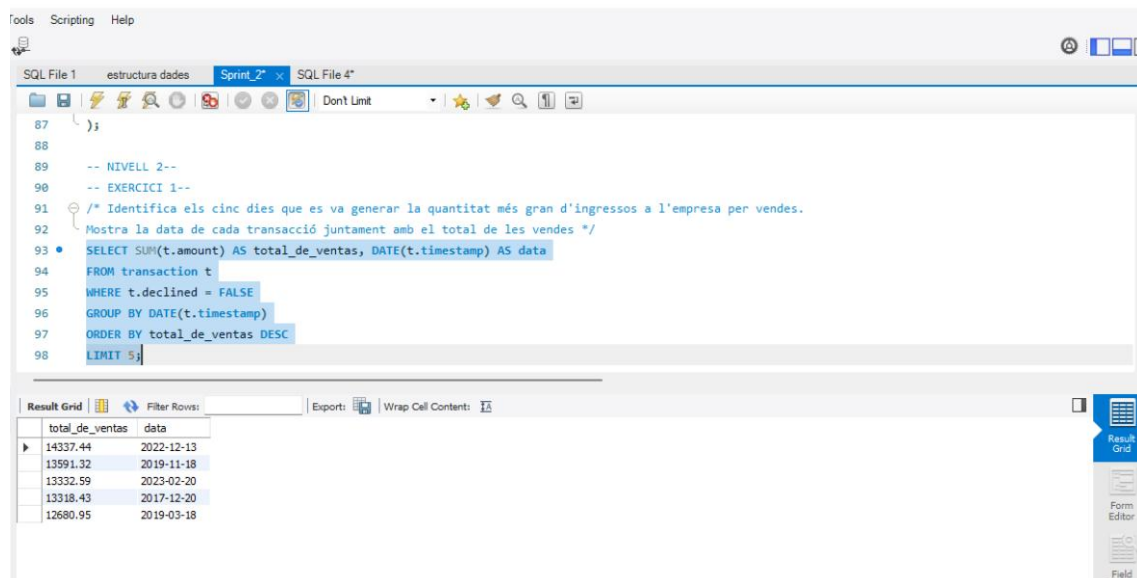 Tools Scripting Help
SQL File 1 estructura dades Sprint_2* × SQL File 4*
Don't Limit
87 );
88
89 -- NIVELL 2--
90 -- EXERCICI 1--
91 /* Identifica els cinc dies que es va generar la quantitat més gran d'ingressos a l'empresa per vendes.
92 Mostra la data de cada transacció juntament amb el total de les vendes */
93 SELECT SUM(t.amount) AS total_de_ventas, DATE(t.timestamp) AS data
94 FROM transaction t
95 WHERE t.declined = FALSE
96 GROUP BY DATE(t.timestamp)
97 ORDER BY total_de_ventas DESC
98 LIMIT 5;
Result Grid Filter Rows: Export: Wrap Cell Content:
total_de_ventas data
14337.44 2022-12-13
13591.32 2019-11-18
13332.59 2023-02-20
13318.43 2017-12-20
12680.95 2019-03-18
Result
Grid
Form
Editor
Field